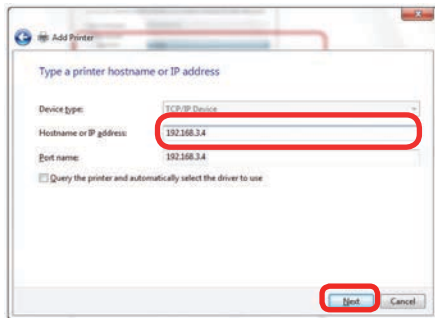 Add Printer
Type a printer hostname or IP address
Device type: TCP/IP Device
Hostname or IP address: 192.168.3.4
Port name: 192.168.3.4
Query the printer and automatically select the driver to use
Next Cancel